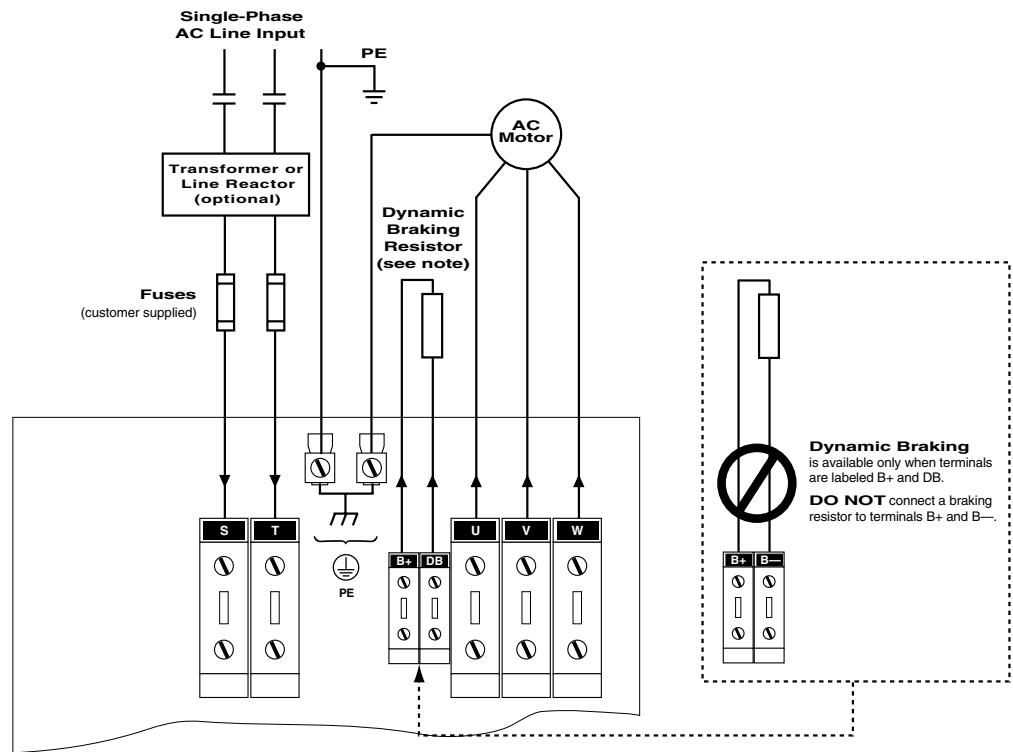 Single-Phase
AC Line Input
PE
AC
Motor
Transformer or
Line Reactor
(optional)
Dynamic
Braking
Resistor
(see note)
Fuses
(customer supplied)
Dynamic Braking
is available only when terminals
are labeled B+ and DB.
DO NOT connect a braking
resistor to terminals B+ and B—.
S
T
U
V
W
B+
DB
B+
B—
PE